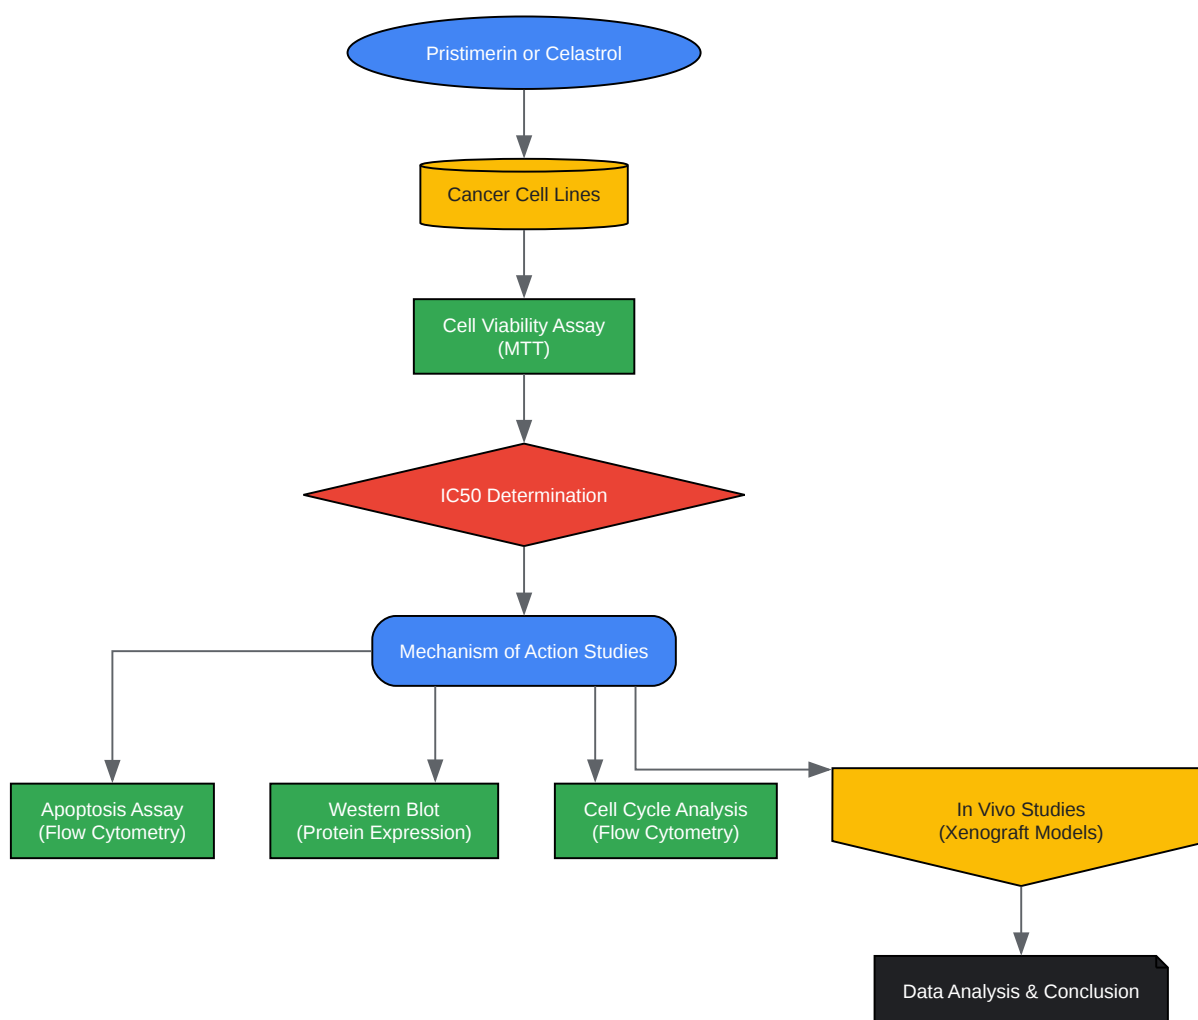 Pristimerin or Celastrol
Cancer Cell Lines
Cell Viability Assay
(MTT)
IC50 Determination
Mechanism of Action Studies
Apoptosis Assay
(Flow Cytometry)
Western Blot
(Protein Expression)
Cell Cycle Analysis
(Flow Cytometry)
In Vivo Studies
(Xenograft Models)
Data Analysis & Conclusion